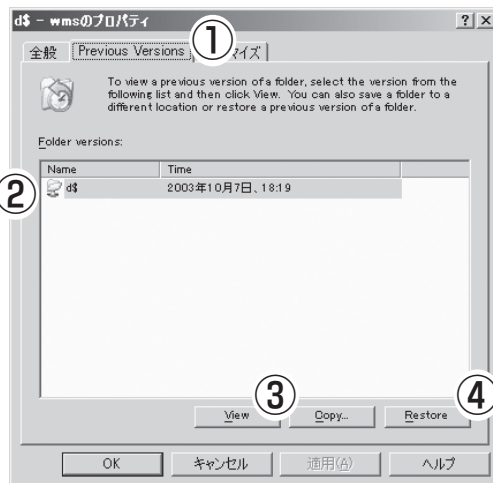 d$ - wmsのプロパティ
? ×
①
全般 Previous Versions マイズ
To view a previous version of a folder, select the version from the
following list and then click View. You can also save a folder to a
different location or restore a previous version of a folder.
Folder versions:
Name Time
② d$ 2003年10月7日、18:19
③ ④
View Copy... Restore
OK キャンセル 適用(A) ヘルプ